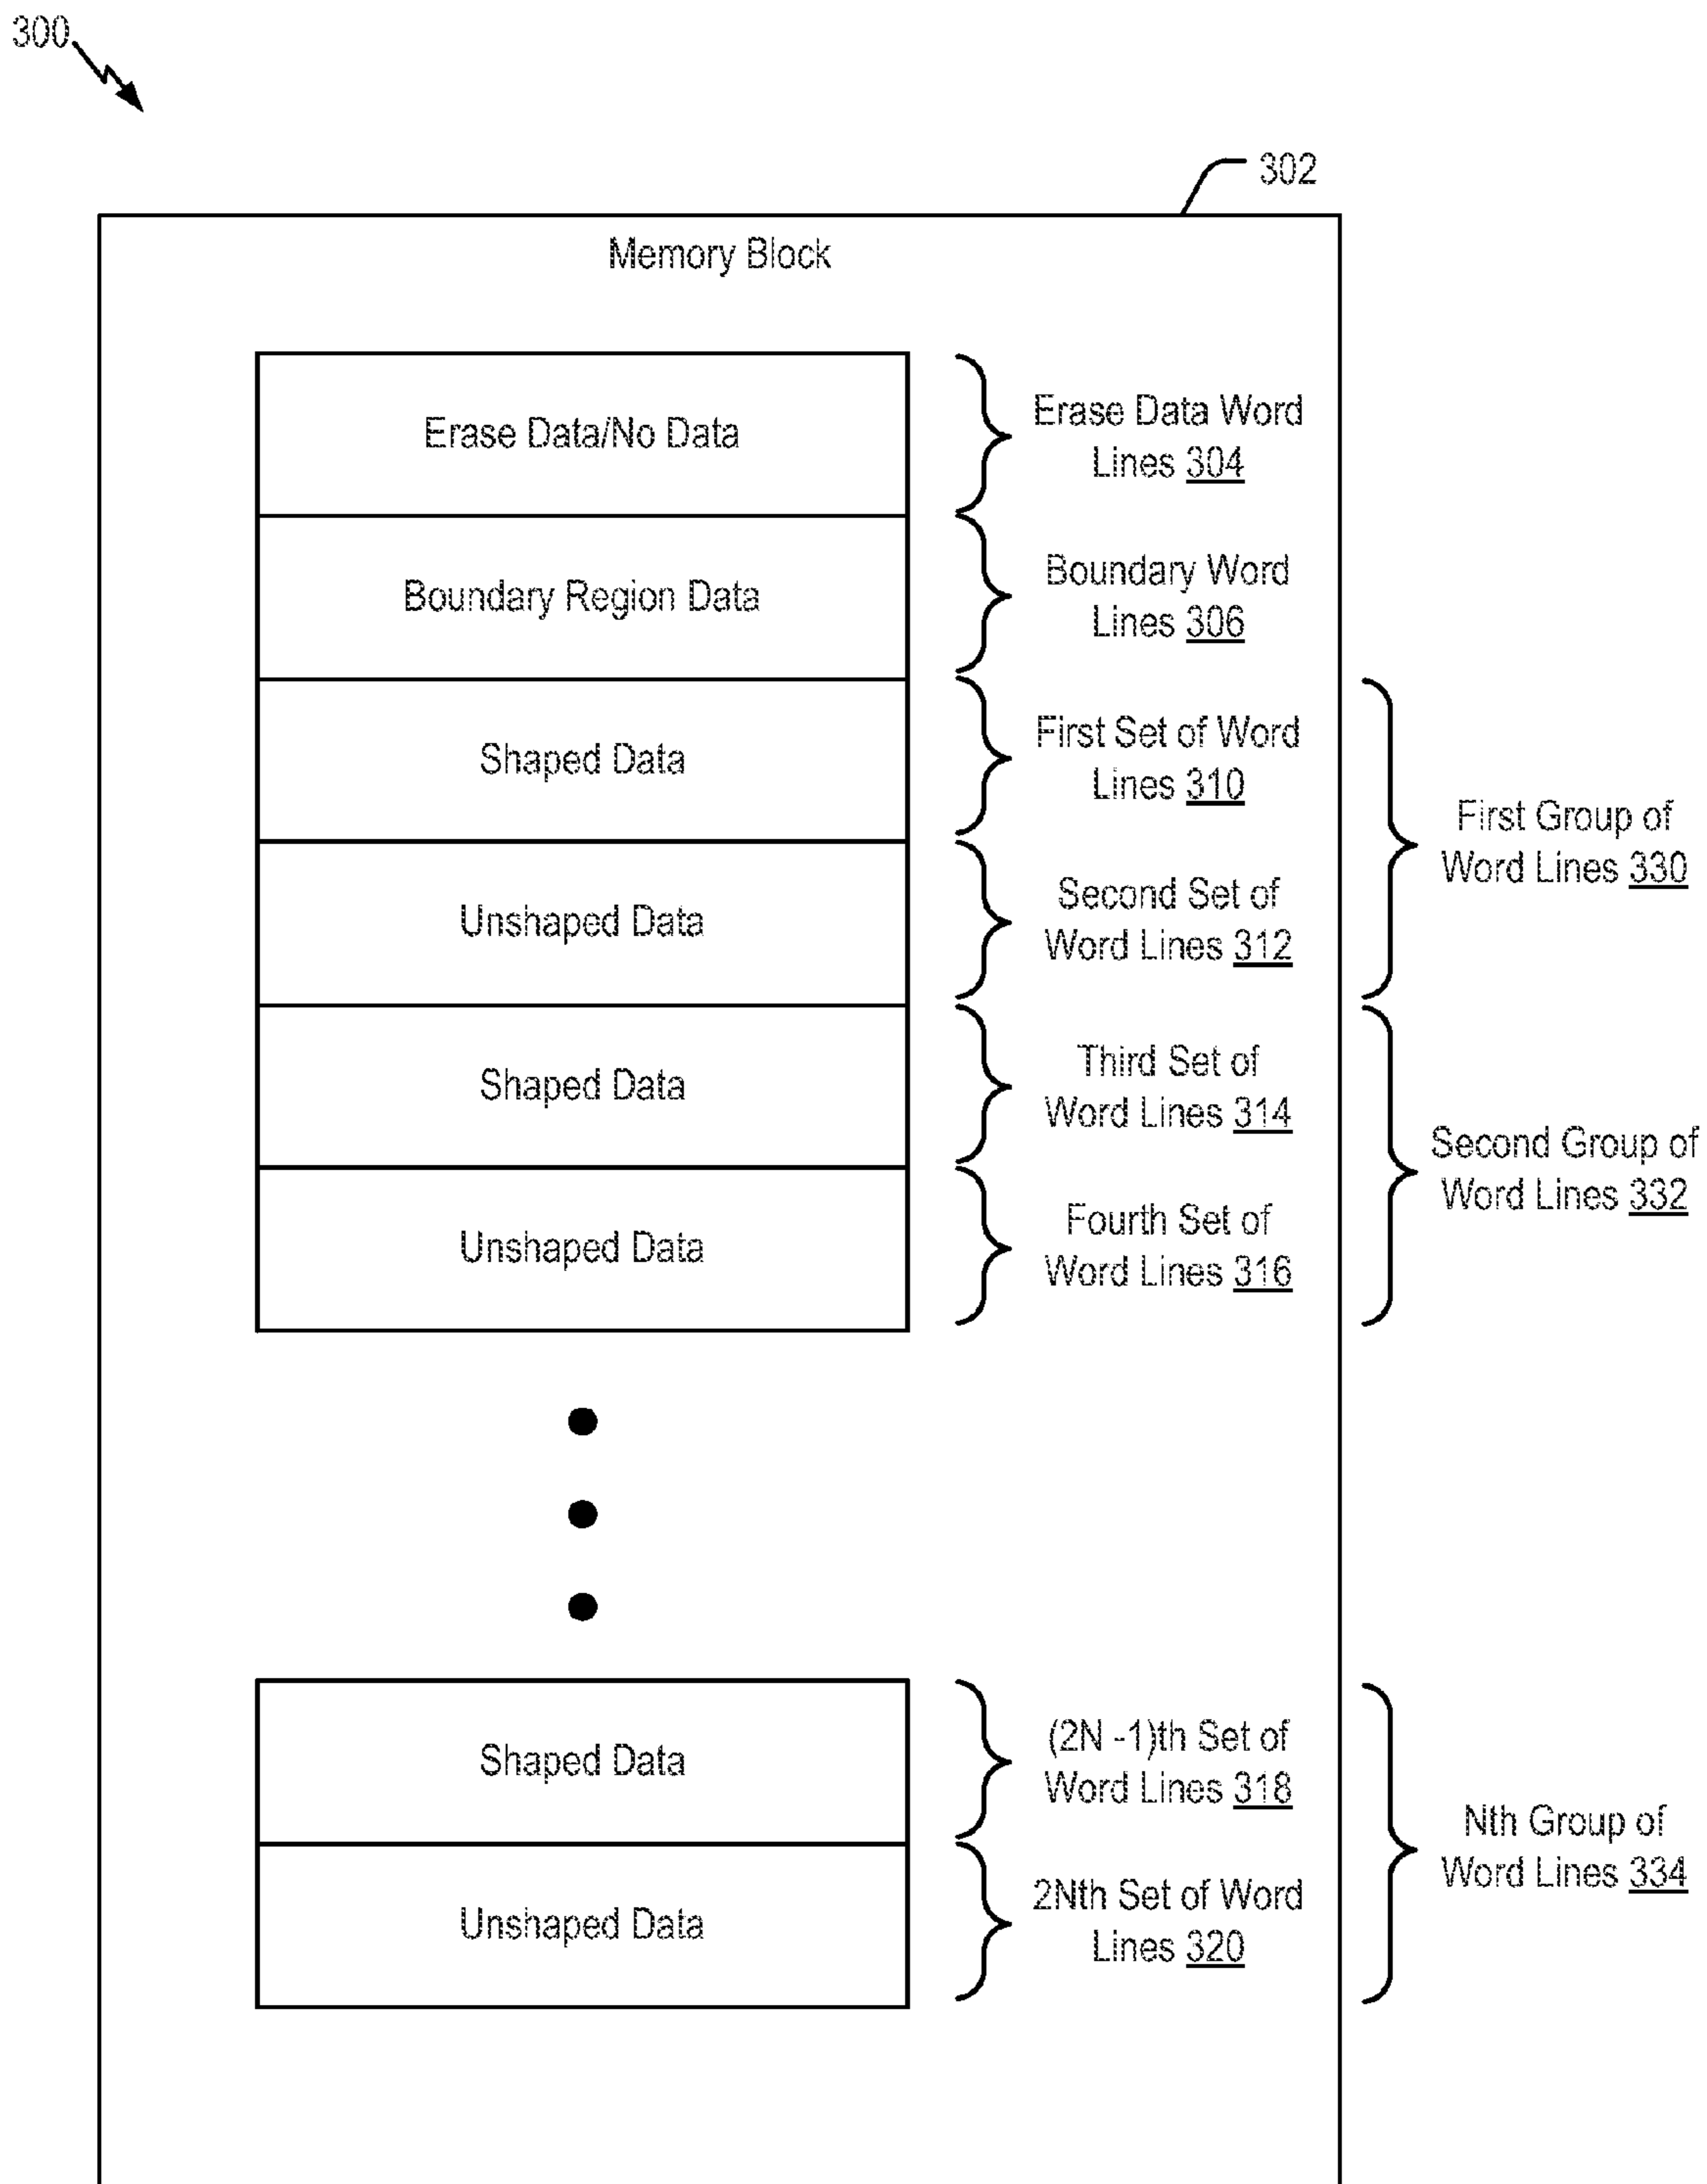 300
302
Memory Block
Erase Data/No Data
Erase Data Word
Lines 304
Boundary Region Data
Boundary Word
Lines 306
Shaped Data
First Set of Word
Lines 310
First Group of
Word Lines 330
Unshaped Data
Second Set of
Word Lines 312
Shaped Data
Third Set of
Word Lines 314
Second Group of
Word Lines 332
Unshaped Data
Fourth Set of
Word Lines 316
Shaped Data
(2N -1)th Set of
Word Lines 318
Nth Group of
Word Lines 334
Unshaped Data
2Nth Set of Word
Lines 320